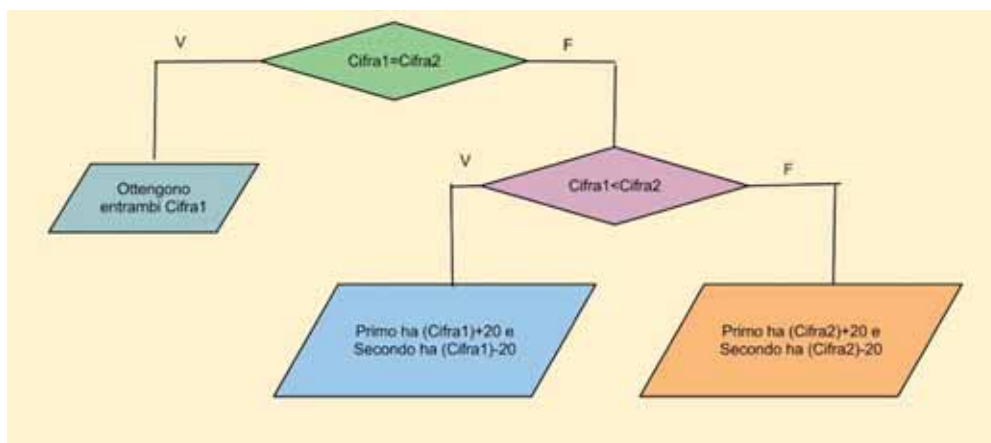 V
F
Cifra1=Cifra2
Ottengono
entrambi Cifra1
V
F
Cifra1<Cifra2
Primo ha (Cifra1)+20 e
Secondo ha (Cifra1)-20
Primo ha (Cifra2)+20 e
Secondo ha (Cifra2)-20